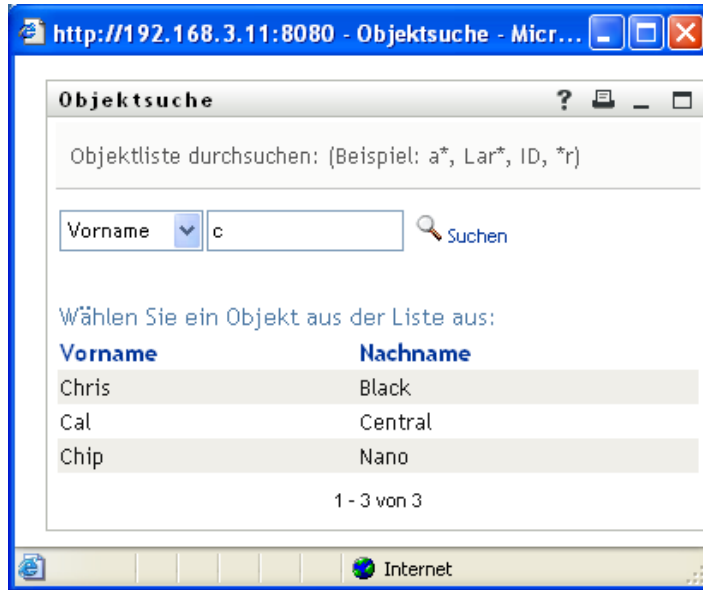 http://192.168.3.11:8080 - Objektsuche - Micr...
Objektsuche ?
Objektliste durchsuchen: (Beispiel: a*, Lar*, ID, *r)
Vorname c Suchen
Wählen Sie ein Objekt aus der Liste aus:
Vorname Nachname
Chris Black
Cal Central
Chip Nano
1 - 3 von 3
Internet